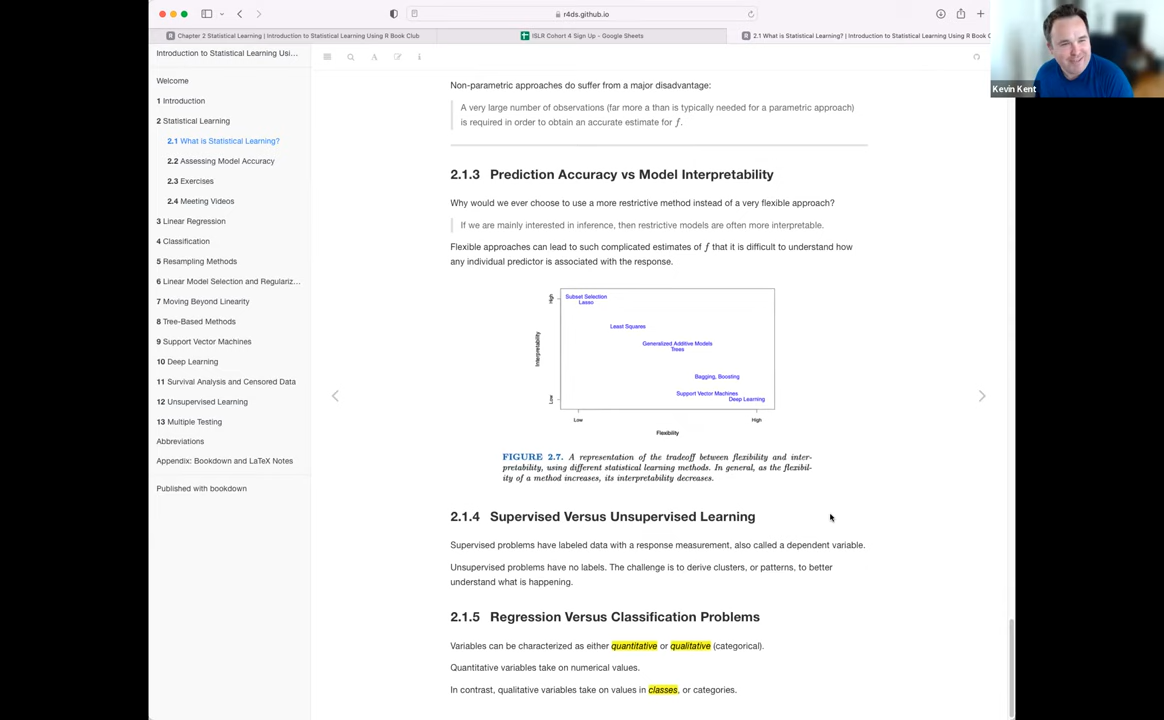 r4ds.github.io
Chapter 2 Statistical Learning | Introduction to Statistical Learning Using R Book Club
ISLR Cohort 4 Sign Up - Google Sheets
2.1 What is Statistical Learning? | Introduction to Statistical Learning Using R Book C
Kevin Kent
Introduction to Statistical Learning Usi...
Welcome
1 Introduction
2 Statistical Learning
2.1 What is Statistical Learning?
2.2 Assessing Model Accuracy
2.3 Exercises
2.4 Meeting Videos
3 Linear Regression
4 Classification
5 Resampling Methods
6 Linear Model Selection and Regulariz...
7 Moving Beyond Linearity
8 Tree-Based Methods
9 Support Vector Machines
10 Deep Learning
11 Survival Analysis and Censored Data
12 Unsupervised Learning
13 Multiple Testing
Abbreviations
Appendix: Bookdown and LaTeX Notes
Published with bookdown
Non-parametric approaches do suffer from a major disadvantage:
A very large number of observations (far more a than is typically needed for a parametric approach)
is required in order to obtain an accurate estimate for f.
2.1.3 Prediction Accuracy vs Model Interpretability
Why would we ever choose to use a more restrictive method instead of a very flexible approach?
If we are mainly interested in inference, then restrictive models are often more interpretable.
Flexible approaches can lead to such complicated estimates of f that it is difficult to understand how
any individual predictor is associated with the response.
High
Interpretability
Low
Subset Selection
Lasso
Least Squares
Generalized Additive Models
Trees
Bagging, Boosting
Support Vector Machines
Deep Learning
Low
High
Flexibility
FIGURE 2.7. A representation of the tradeoff between flexibility and inter-
pretability, using different statistical learning methods. In general, as the flexibil-
ity of a method increases, its interpretability decreases.
2.1.4 Supervised Versus Unsupervised Learning
Supervised problems have labeled data with a response measurement, also called a dependent variable.
Unsupervised problems have no labels. The challenge is to derive clusters, or patterns, to better
understand what is happening.
2.1.5 Regression Versus Classification Problems
Variables can be characterized as either quantitative or qualitative (categorical).
Quantitative variables take on numerical values.
In contrast, qualitative variables take on values in classes, or categories.